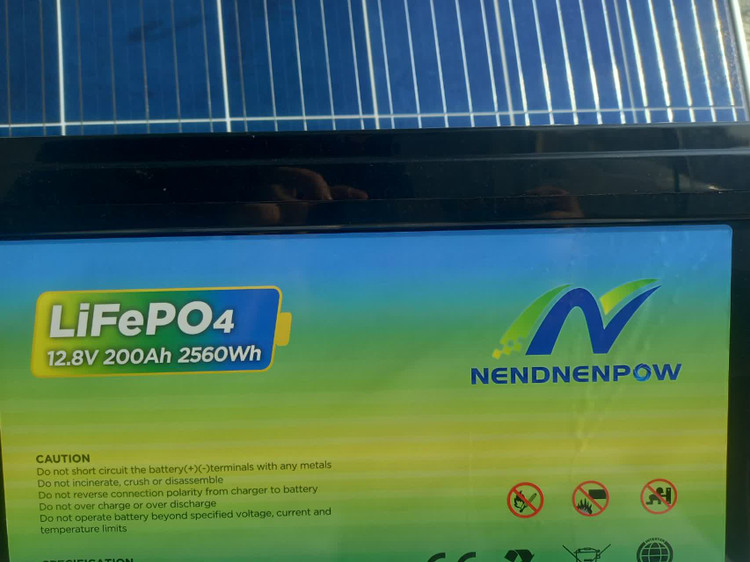 LiFePO4
12.8V 200Ah 2560Wh
NENDNENPOW
CAUTION
Do not short circuit the battery(+)(-)terminals with any metals
Do not incinerate, crush or disassemble
Do not reverse connection polarity from charger to battery
Do not over charge or over discharge
Do not operate battery beyond specified voltage, current and
temperature limits
SPECIFICATION
CE